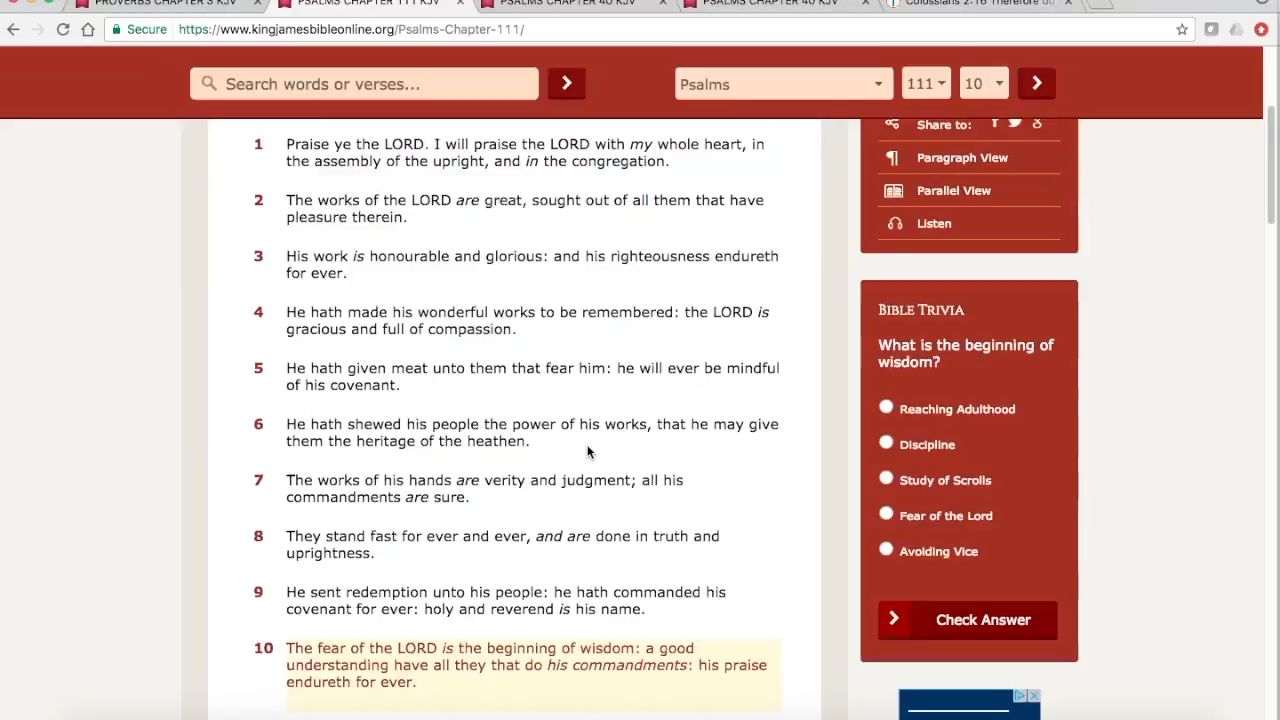 PROVERBS CHAPTER 3 KJV
PSALMS CHAPTER 111 KJV
PSALMS CHAPTER 40 KJV
PSALMS CHAPTER 40 KJV
Colossians 2:16 Therefore do
Secure https://www.kingjamesbibleonline.org/Psalms-Chapter-111/
Search words or verses...
Psalms
111
10
1 Praise ye the LORD. I will praise the LORD with my whole heart, in
the assembly of the upright, and in the congregation.
2 The works of the LORD are great, sought out of all them that have
pleasure therein.
3 His work is honourable and glorious: and his righteousness endureth
for ever.
4 He hath made his wonderful works to be remembered: the LORD is
gracious and full of compassion.
5 He hath given meat unto them that fear him: he will ever be mindful
of his covenant.
6 He hath shewed his people the power of his works, that he may give
them the heritage of the heathen.
7 The works of his hands are verity and judgment; all his
commandments are sure.
8 They stand fast for ever and ever, and are done in truth and
uprightness.
9 He sent redemption unto his people: he hath commanded his
covenant for ever: holy and reverend is his name.
10 The fear of the LORD is the beginning of wisdom: a good
understanding have all they that do his commandments: his praise
endureth for ever.
Share to:
Paragraph View
Parallel View
Listen
BIBLE TRIVIA
What is the beginning of
wisdom?
Reaching Adulthood
Discipline
Study of Scrolls
Fear of the Lord
Avoiding Vice
Check Answer